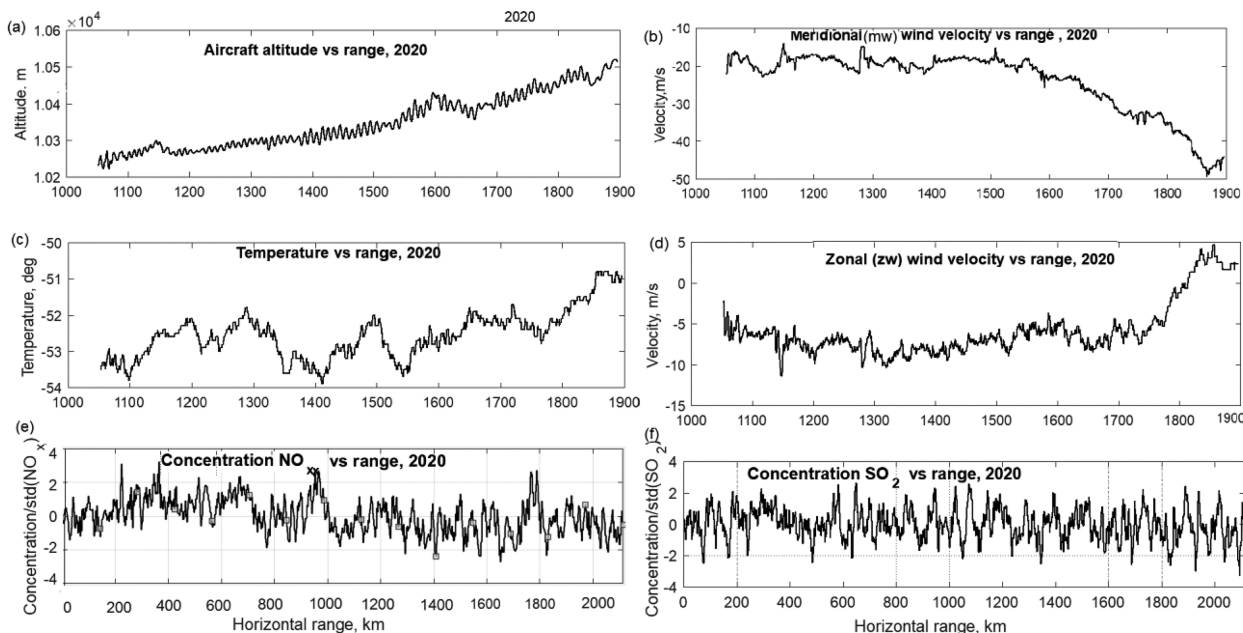 2020
(a)
× 10⁴
Aircraft altitude vs range, 2020
Altitude. m
1.06
1.05
1.04
1.03
1.02
1000 1100 1200 1300 1400 1500 1600 1700 1800 1900
(b)
Meridional(mw) wind velocity vs range , 2020
Velocity,m/s
-10
-20
-30
-40
-50
1000 1100 1200 1300 1400 1500 1600 1700 1800 1900
(c)
Temperature vs range, 2020
Temperature, deg
-50
-51
-52
-53
-54
1000 1100 1200 1300 1400 1500 1600 1700 1800 1900
(d)
Zonal (zw) wind velocity vs range, 2020
Velocity, m/s
5
0
-5
-10
-15
1000 1100 1200 1300 1400 1500 1600 1700 1800 1900
(e)
Concentration NOxx vs range, 2020
Concentration/std(NOx)
4
2
0
-2
-4
0 200 400 600 800 1000 1200 1400 1600 1800 2000
Horizontal range, km
(f)
Concentration SO2 vs range, 2020
Concentration/std(SO2)
4
2
0
-2
-4
0 200 400 600 800 1000 1200 1400 1600 1800 2000
Horizontal range, km